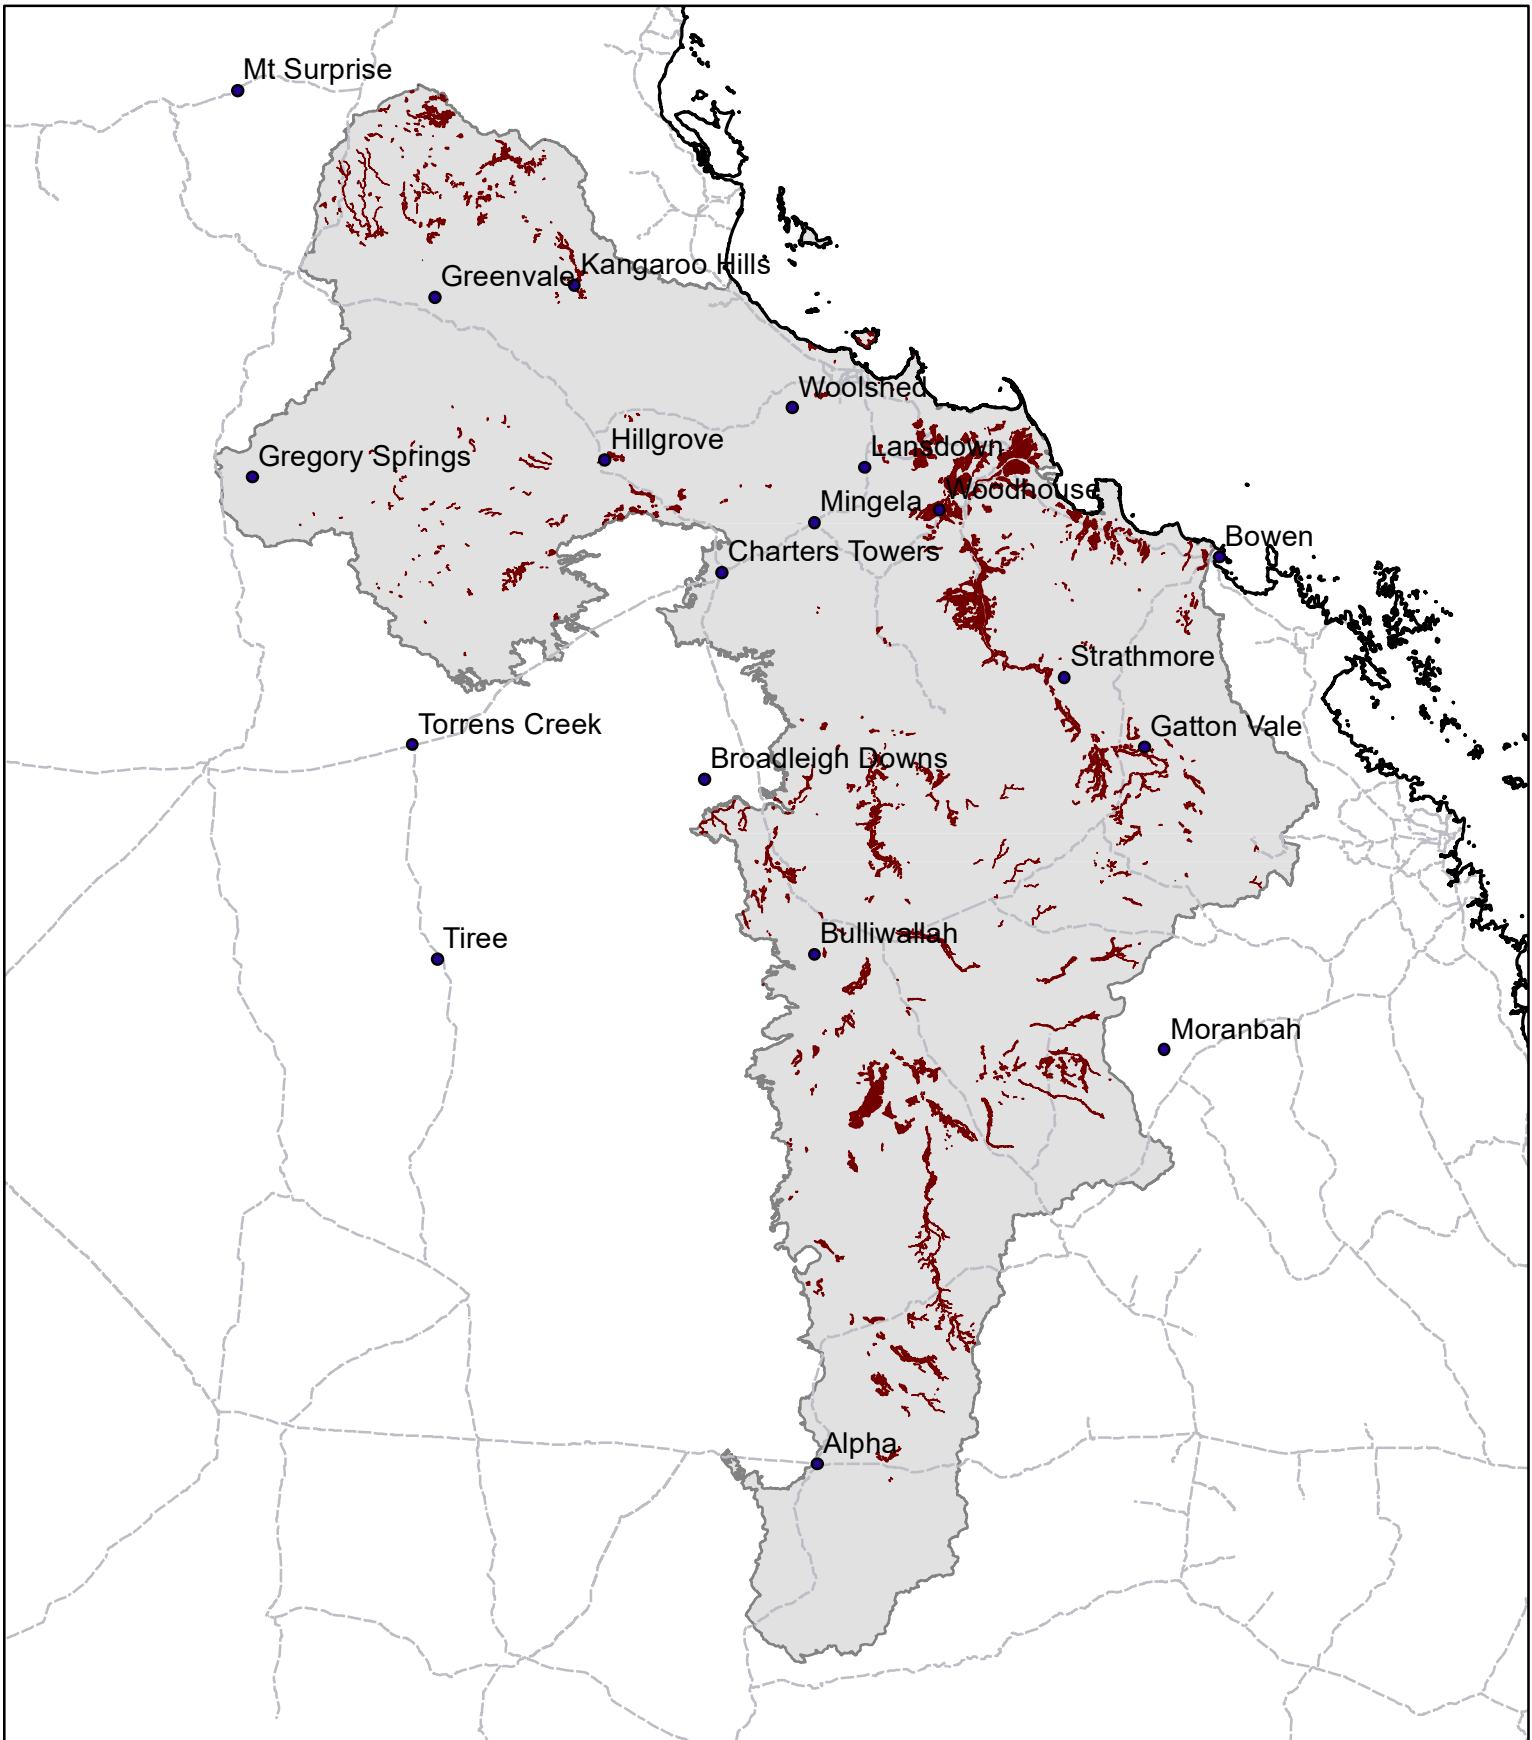 Mt Surprise
Kangaroo Hills
Greenvale
Woolshed
Hillgrove
Lansdown
Gregory Springs
Woodhouse
Mingela
Bowen
Charters Towers
Strathmore
Torrens Creek
Gatton Vale
Broadleigh Downs
Bulliwallah
Tiree
Moranbah
Alpha